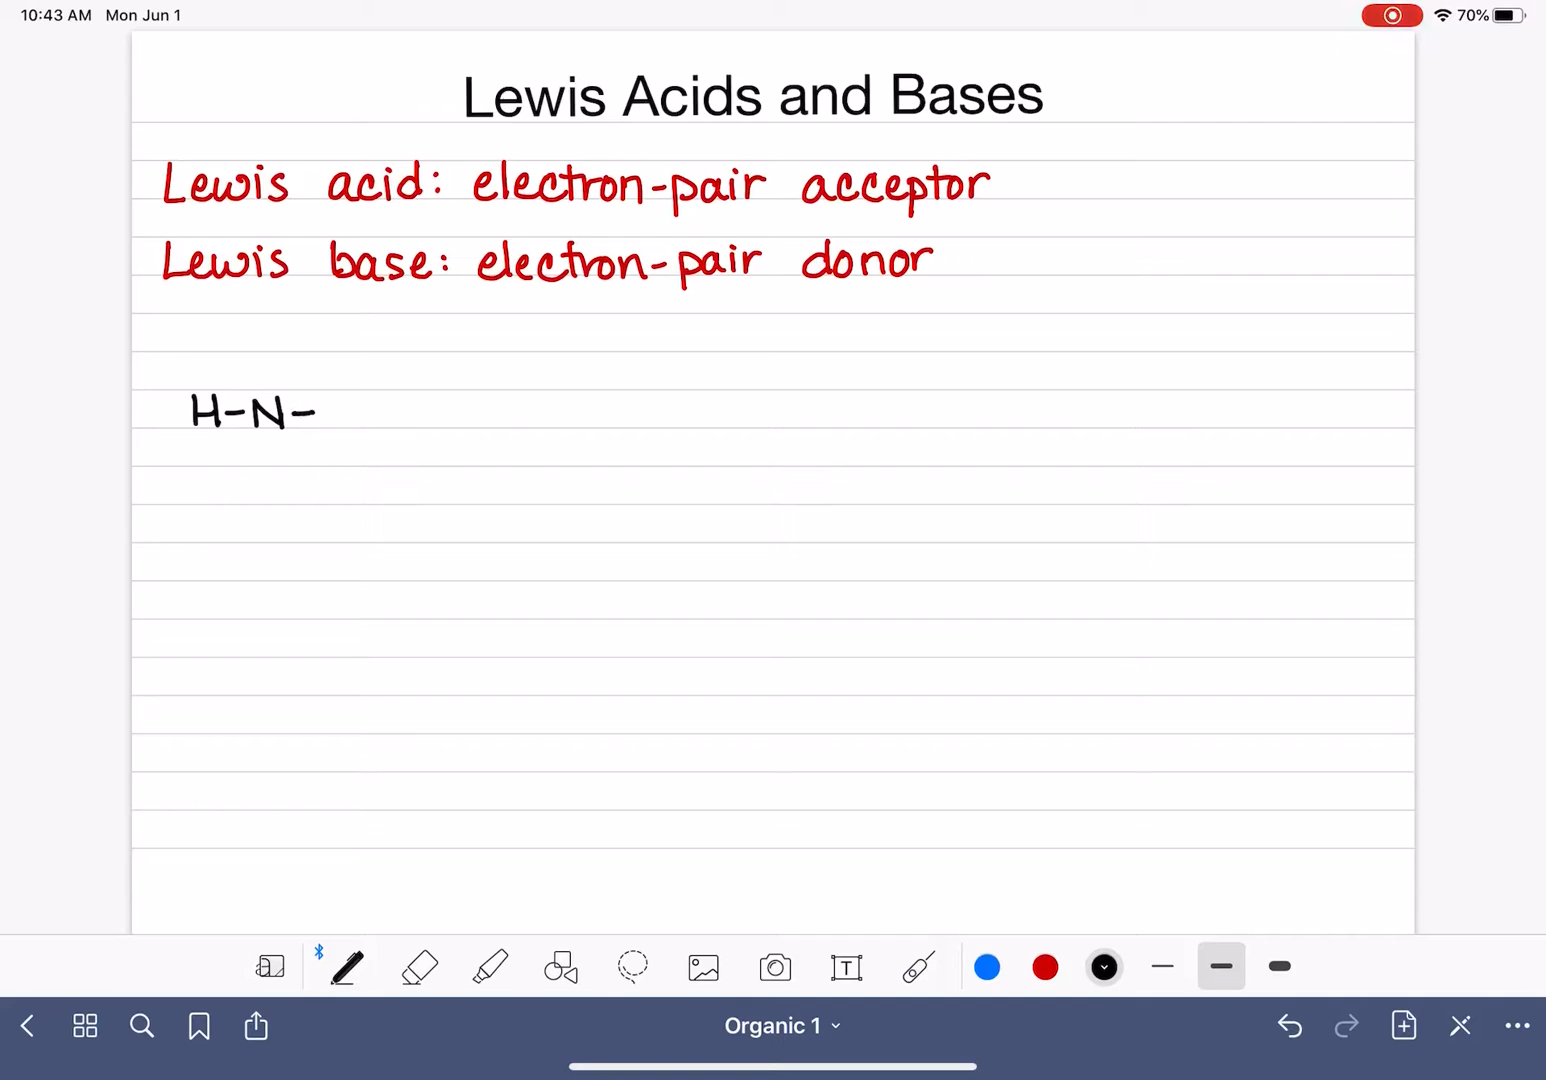 10:43 AM Mon Jun 1
70%
Lewis Acids and Bases
Lewis acid: electron-pair acceptor
Lewis base: electron-pair donor
H-N-
T
Organic 1